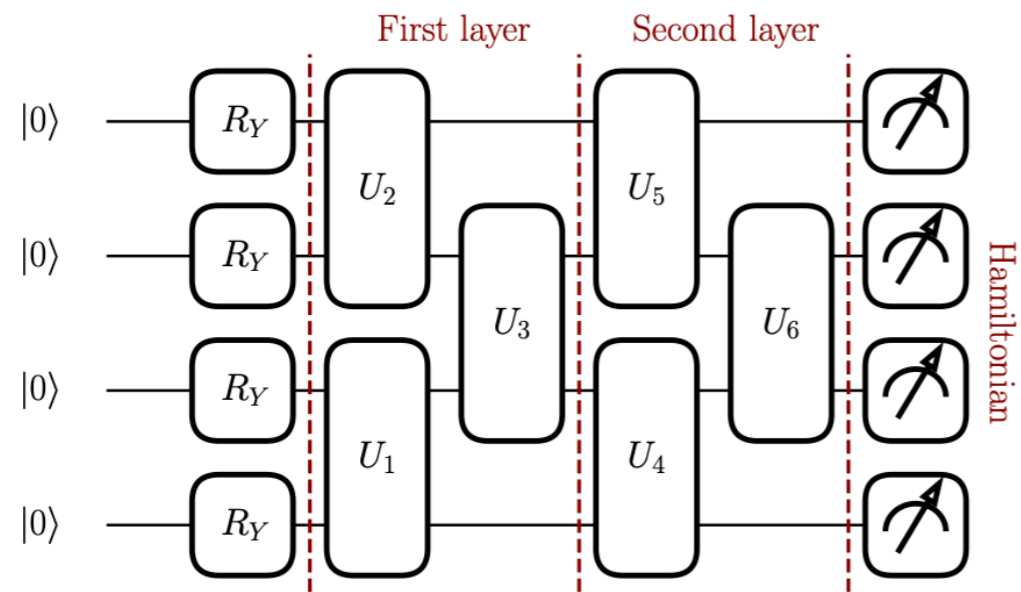 First layer
Second layer
|0⟩
R_Y
|0⟩
R_Y
|0⟩
R_Y
|0⟩
R_Y
U_2
U_1
U_3
U_5
U_4
U_6
Hamiltonian